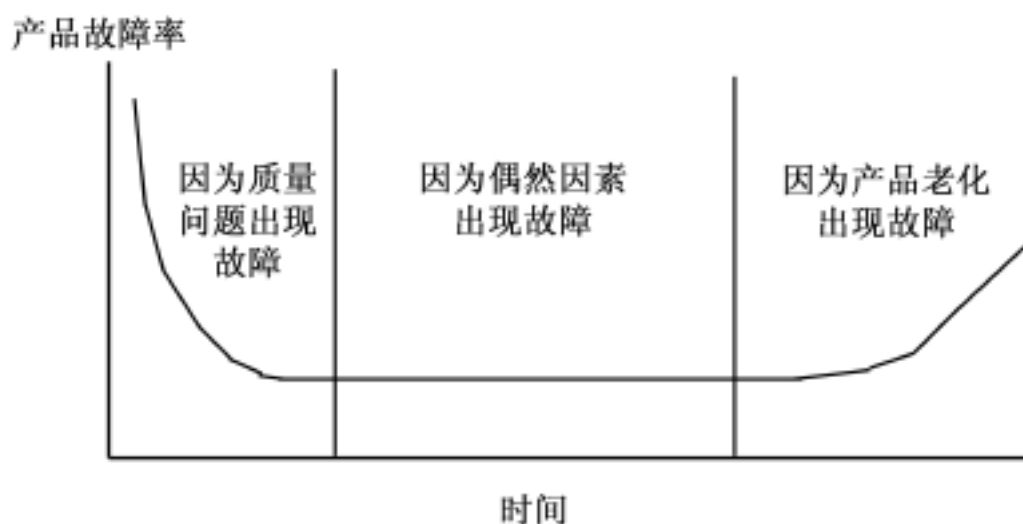 产品故障率
因为质量
问题出现
故障
因为偶然因素
出现故障
因为产品老化
出现故障
时间